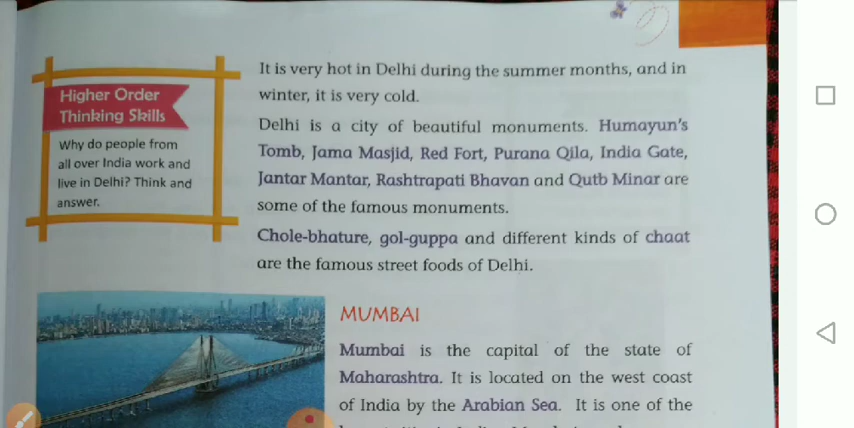 It is very hot in Delhi during the summer months, and in
winter, it is very cold.
Delhi is a city of beautiful monuments. Humayun's
Tomb, Jama Masjid, Red Fort, Purana Qila, India Gate,
Jantar Mantar, Rashtrapati Bhavan and Qutb Minar are
some of the famous monuments.
Chole-bhature, gol-guppa and different kinds of chaat
are the famous street foods of Delhi.
Higher Order
Thinking Skills
Why do people from
all over India work and
live in Delhi? Think and
answer.
MUMBAI
Mumbai is the capital of the state of
Maharashtra. It is located on the west coast
of India by the Arabian Sea. It is one of the